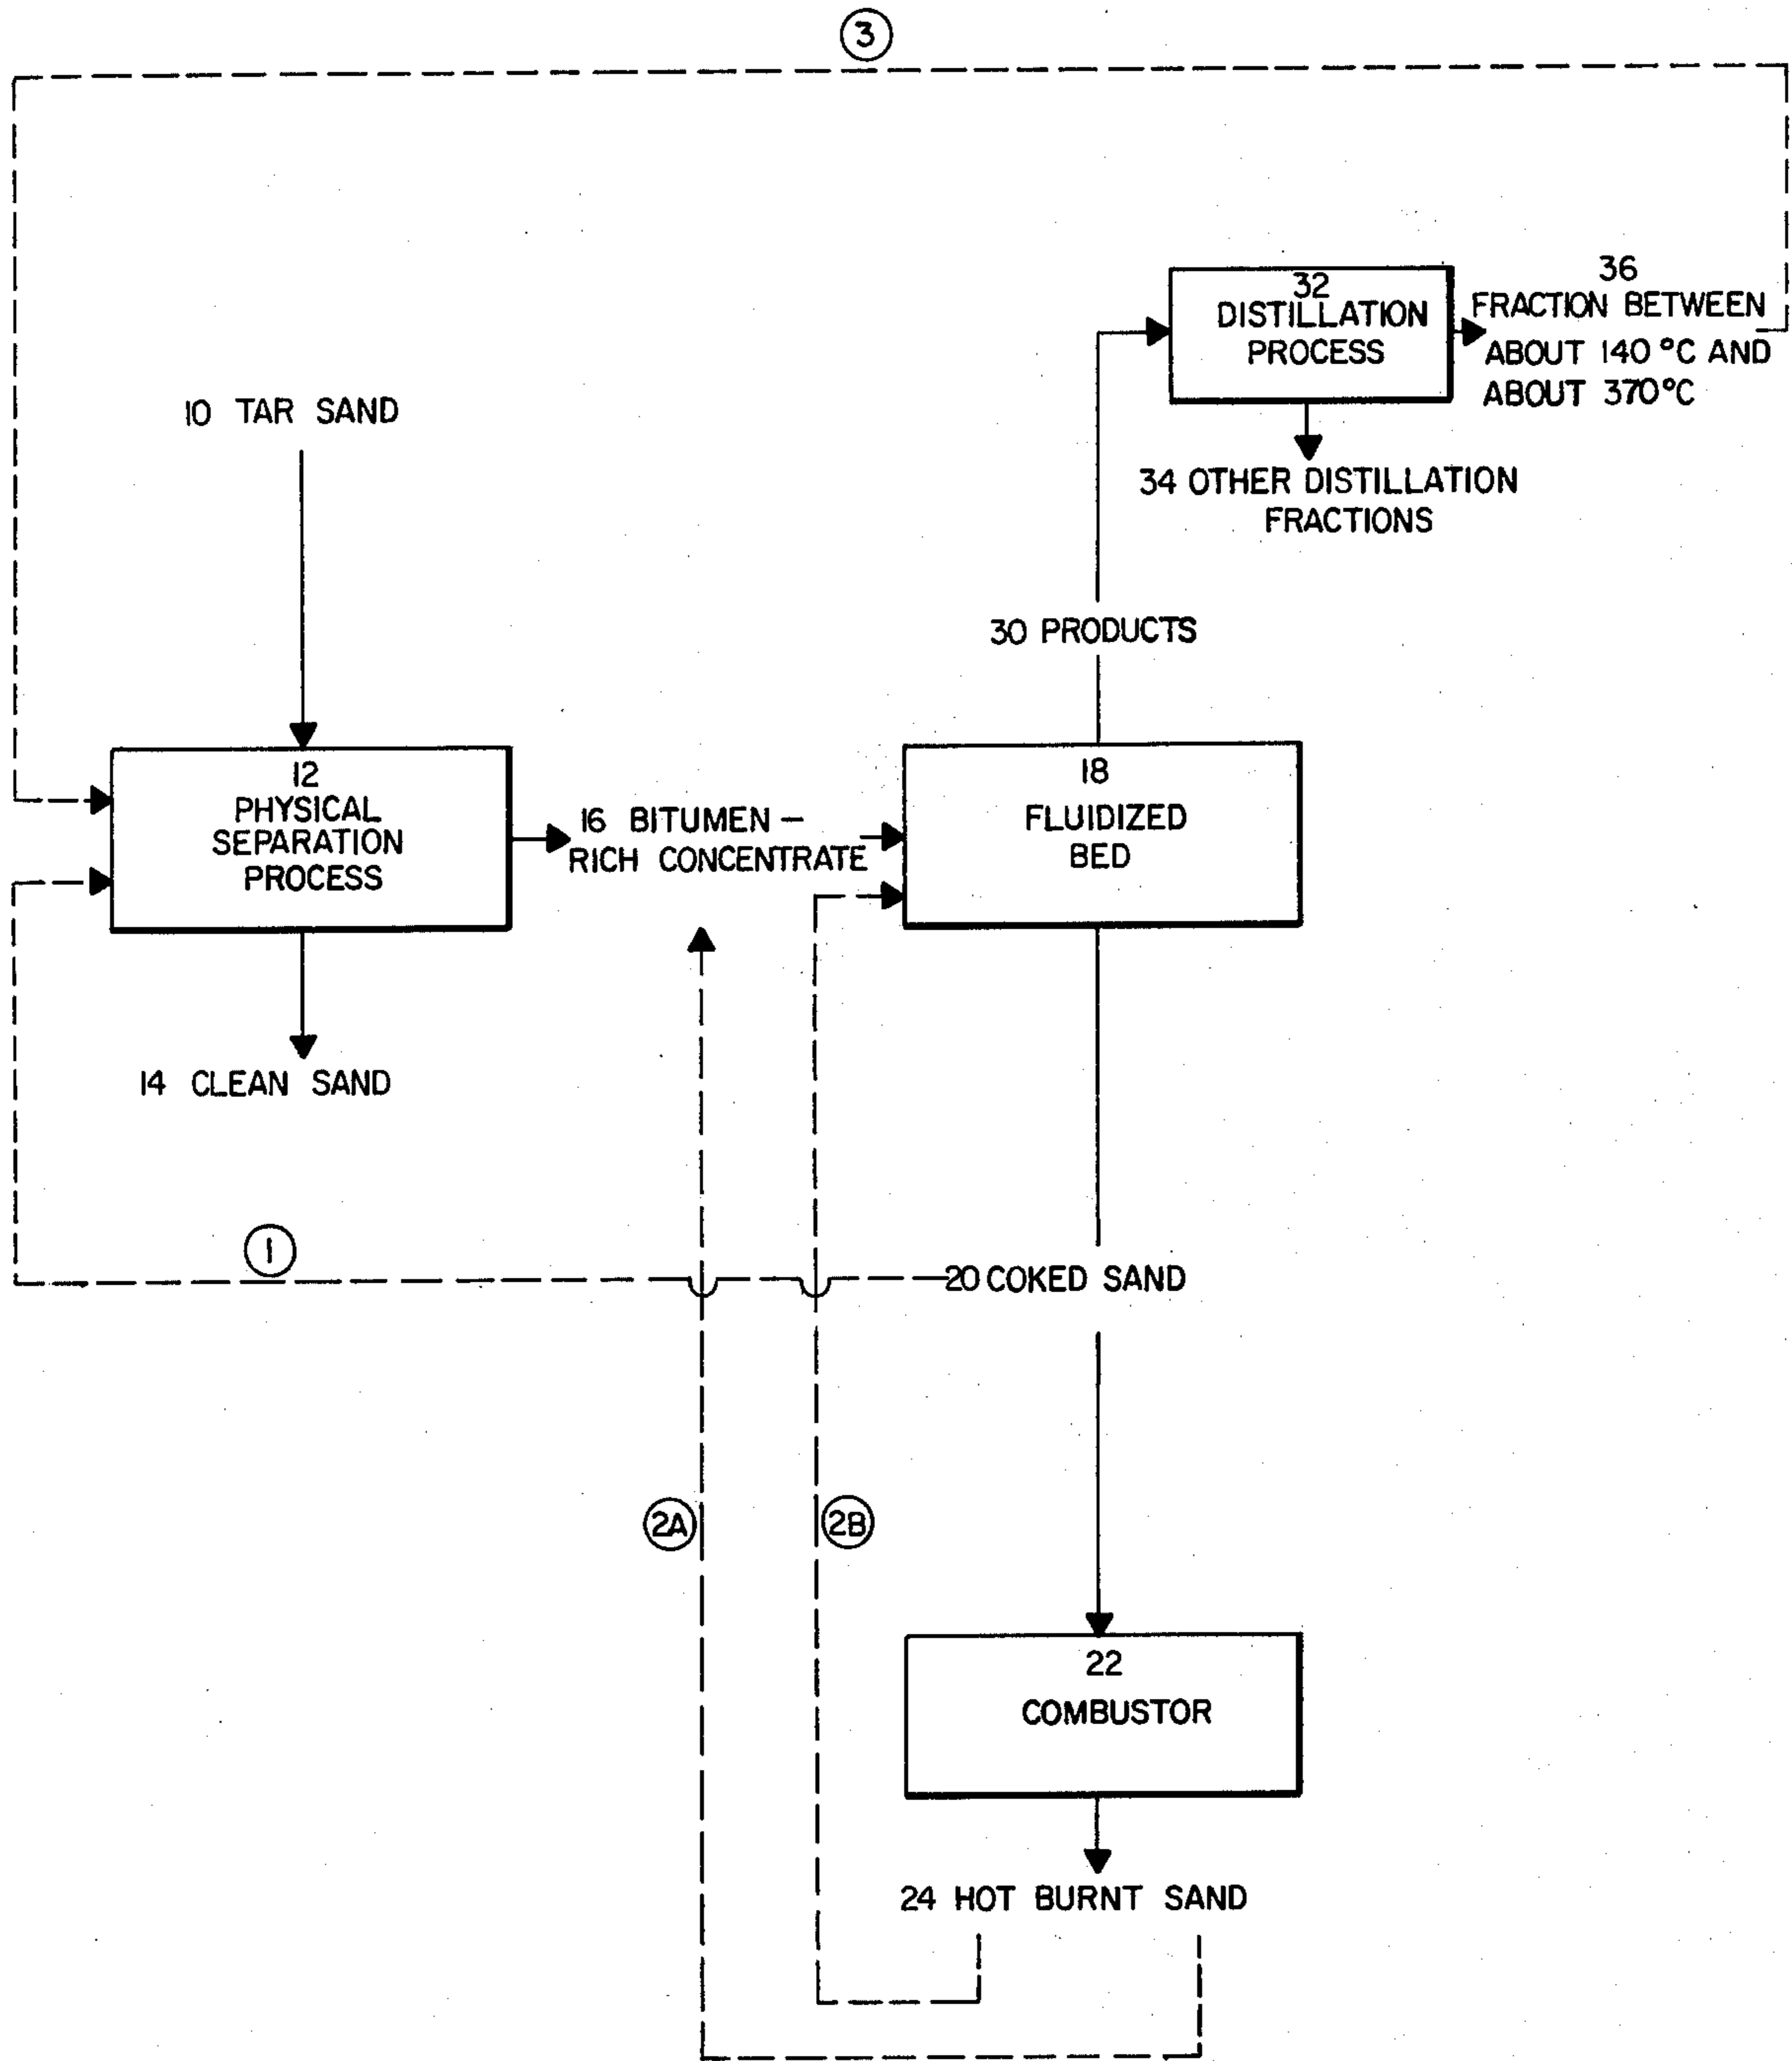 3
32
DISTILLATION
PROCESS
36
FRACTION BETWEEN
ABOUT 140 °C AND
ABOUT 370°C
10 TAR SAND
34 OTHER DISTILLATION
FRACTIONS
30 PRODUCTS
12
PHYSICAL
SEPARATION
PROCESS
16 BITUMEN –
RICH CONCENTRATE
18
FLUIDIZED
BED
14 CLEAN SAND
1
20 COKED SAND
2A
2B
22
COMBUSTOR
24 HOT BURNT SAND